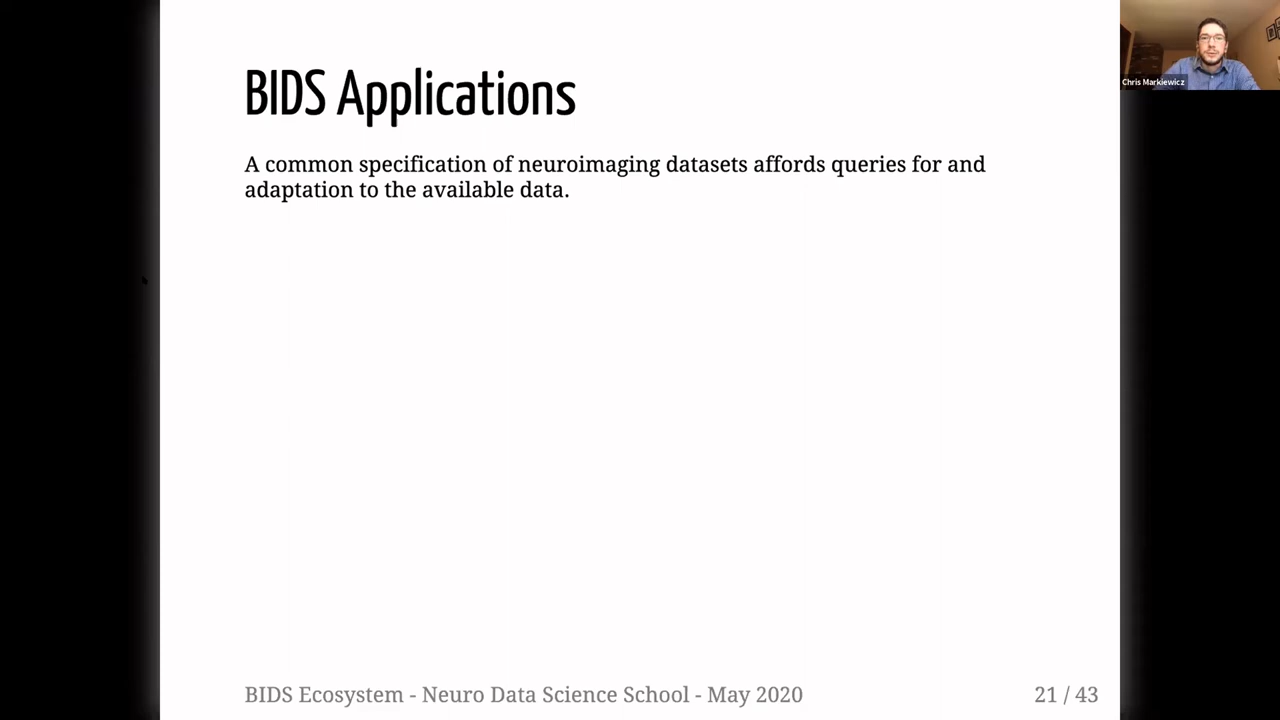 BIDS Applications
Chris Markiewicz
A common specification of neuroimaging datasets affords queries for and
adaptation to the available data.
BIDS Ecosystem - Neuro Data Science School - May 2020
21 / 43